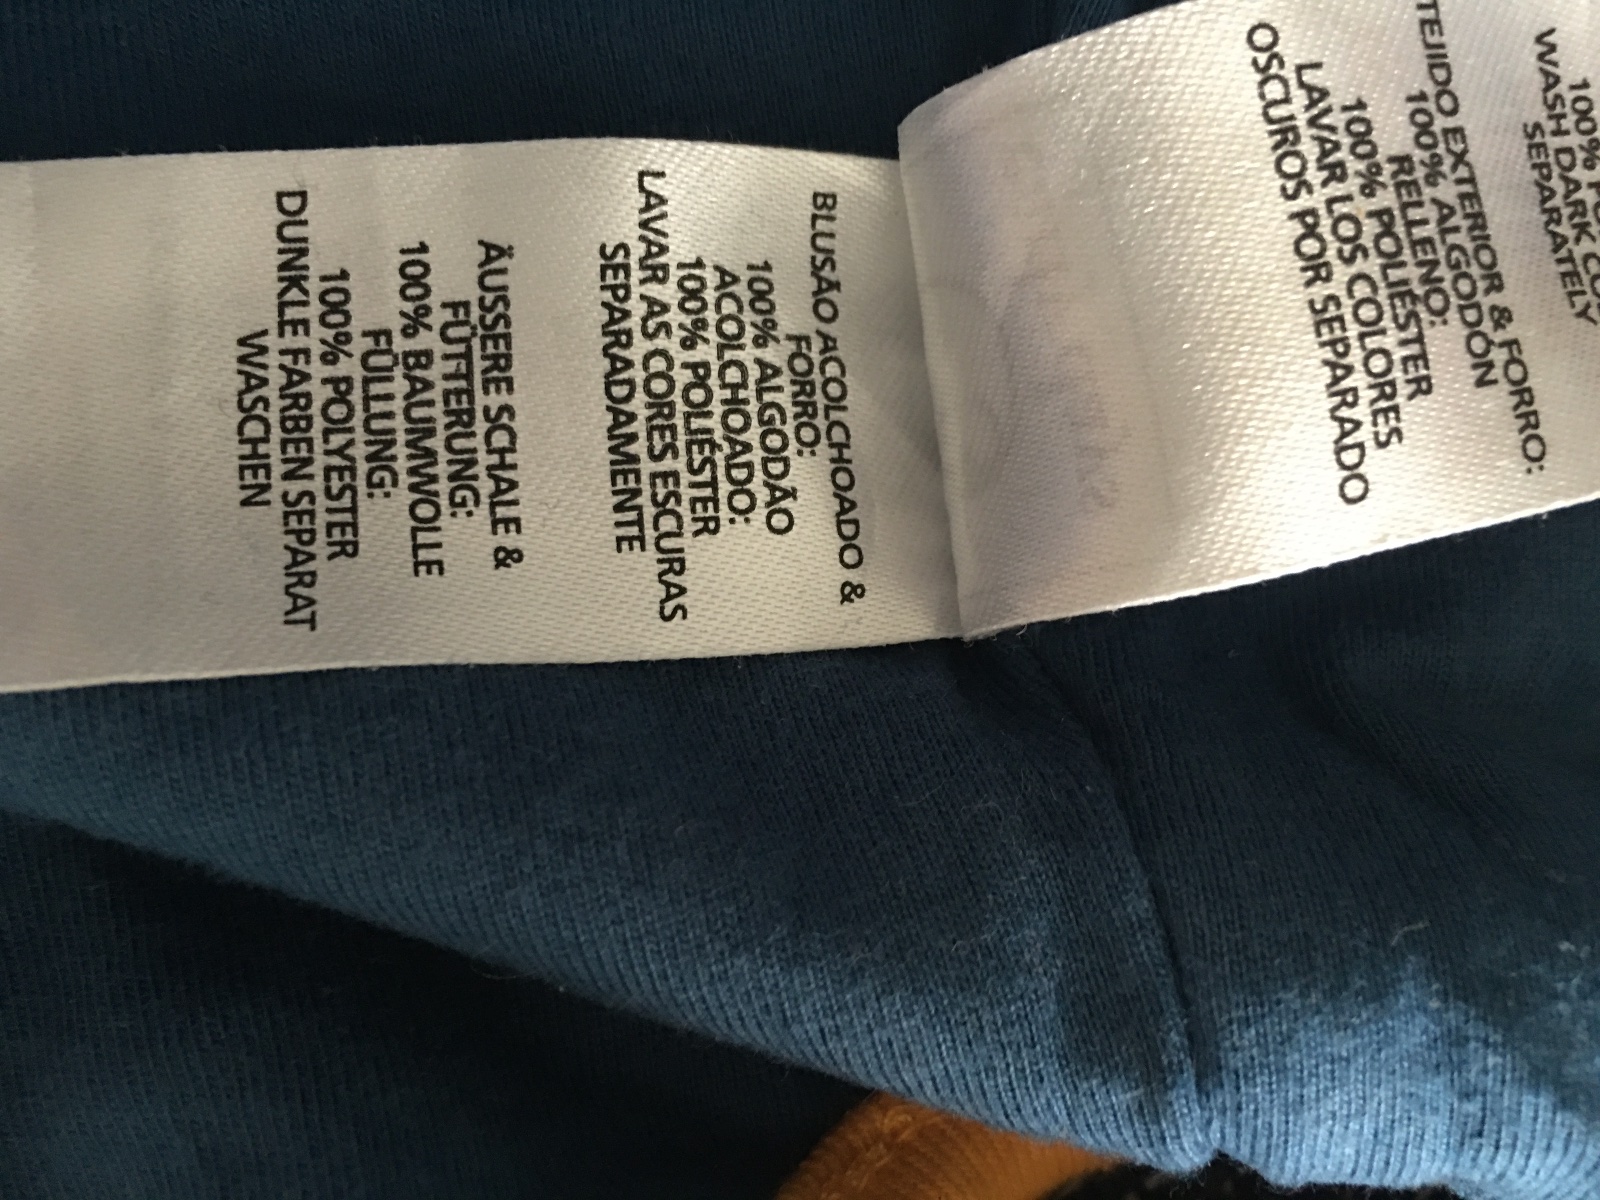 100%
WASH DARK
SEPARATELY
TEJIDO EXTERIOR & FORRO:
100% ALGODÓN
RELLENO:
100% POLIÉSTER
LAVAR LOS COLORES
OSCUROS POR SEPARADO
BLUSÃO ACOLCHOADO &
FORRO:
100% ALGODÃO
ACOLCHOADO:
100% POLIÉSTER
LAVAR AS CORES ESCURAS
SEPARADAMENTE
ÄUSSERE SCHALE &
FÜTTERUNG:
100% BAUMWOLLE
FÜLLUNG:
100% POLYESTER
DUNKLE FARBEN SEPARAT
WASCHEN